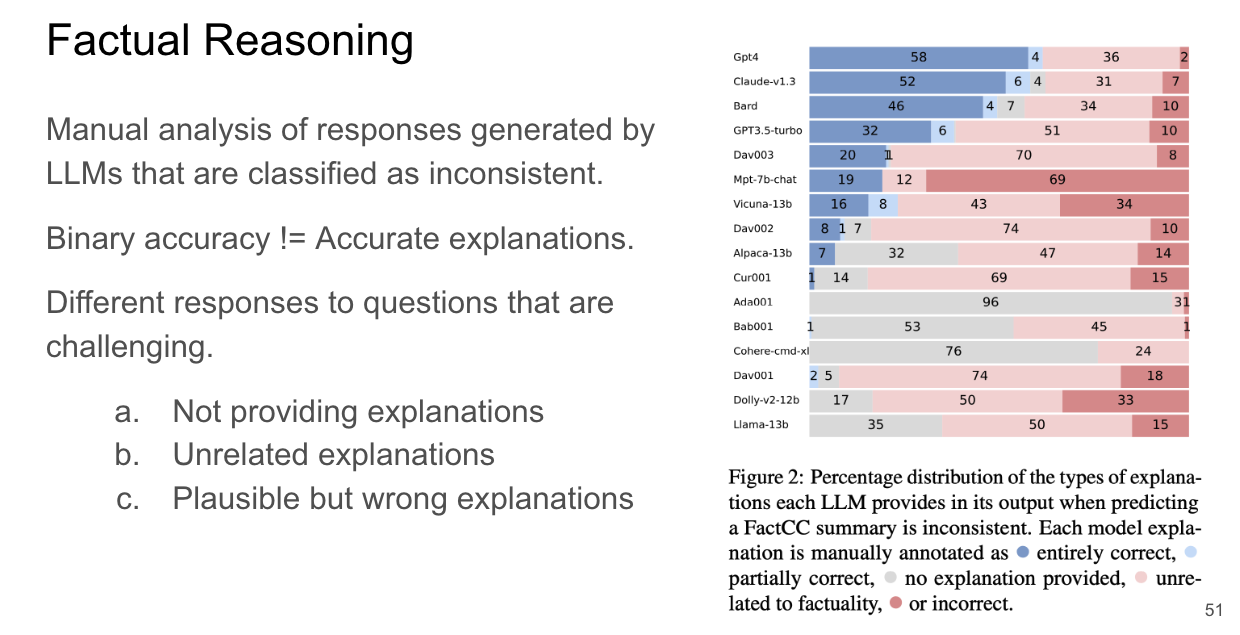 Factual Reasoning
Manual analysis of responses generated by
LLMs that are classified as inconsistent.
Binary accuracy != Accurate explanations.
Different responses to questions that are
challenging.
a. Not providing explanations
b. Unrelated explanations
c. Plausible but wrong explanations
Gpt4 58 4 36 2
Claude-v1.3 52 6 4 31 7
Bard 46 4 7 34 10
GPT3.5-turbo 32 6 51 10
Dav003 20 1 70 8
Mpt-7b-chat 19 12 69
Vicuna-13b 16 8 43 34
Dav002 8 1 7 74 10
Alpaca-13b 7 32 47 14
Cur001 1 14 69 15
Ada001 96 3 1
Bab001 1 53 45 1
Cohere-cmd-xl 76 24
Dav001 2 5 74 18
Dolly-v2-12b 17 50 33
Llama-13b 35 50 15
Figure 2: Percentage distribution of the types of explana-
tions each LLM provides in its output when predicting
a FactCC summary is inconsistent. Each model expla-
nation is manually annotated as entirely correct,
partially correct, no explanation provided, unre-
lated to factuality, or incorrect.
51